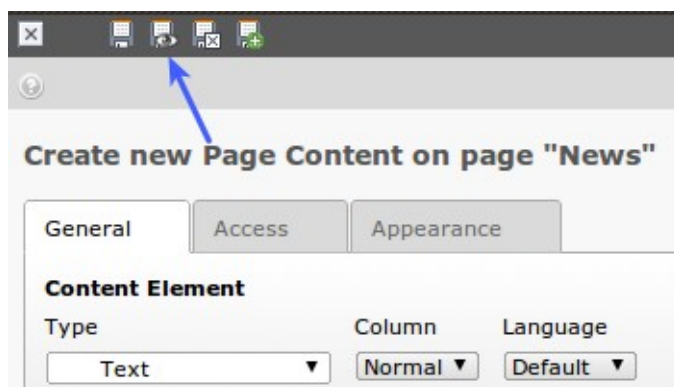 Create new Page Content on page "News"
General Access Appearance
Content Element
Type Column Language
Text Normal Default